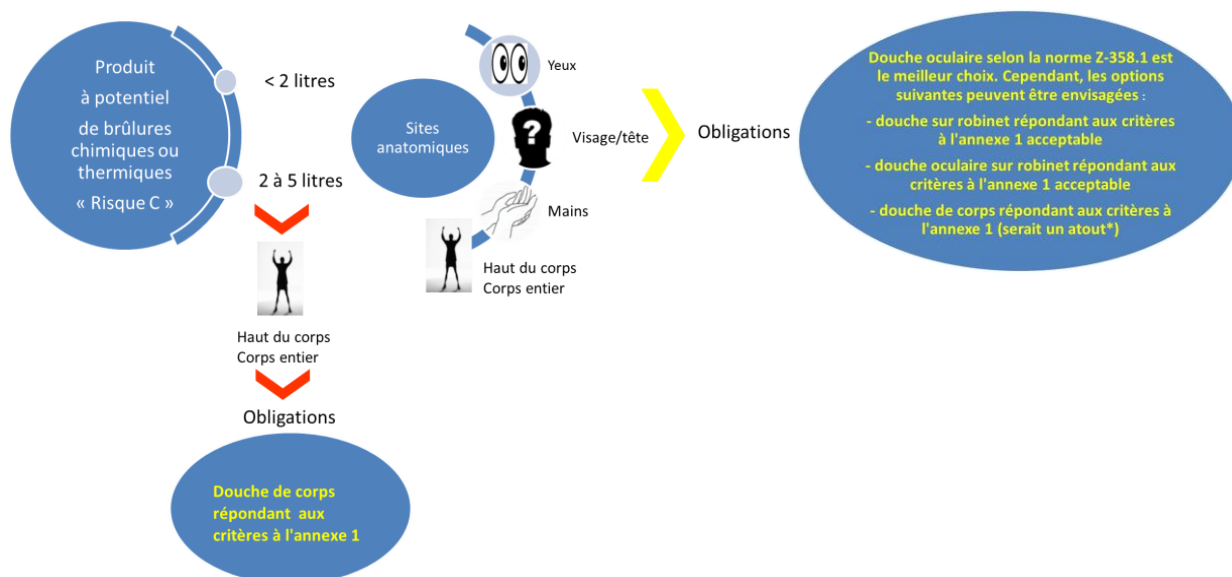 Produit
à potentiel
de brûlures
chimiques ou
thermiques
« Risque C »
< 2 litres
2 à 5 litres
Haut du corps
Corps entier
Obligations
Douche de corps
répondant aux
critères à l'annexe 1
Sites
anatomiques
Yeux
?
Visage/tête
Mains
Haut du corps
Corps entier
Obligations
Douche oculaire selon la norme Z-358.1 est
le meilleur choix. Cependant, les options
suivantes peuvent être envisagées :
- douche sur robinet répondant aux critères
à l'annexe 1 acceptable
- douche oculaire sur robinet répondant aux
critères à l'annexe 1 acceptable
- douche de corps répondant aux critères à
l'annexe 1 (serait un atout*)